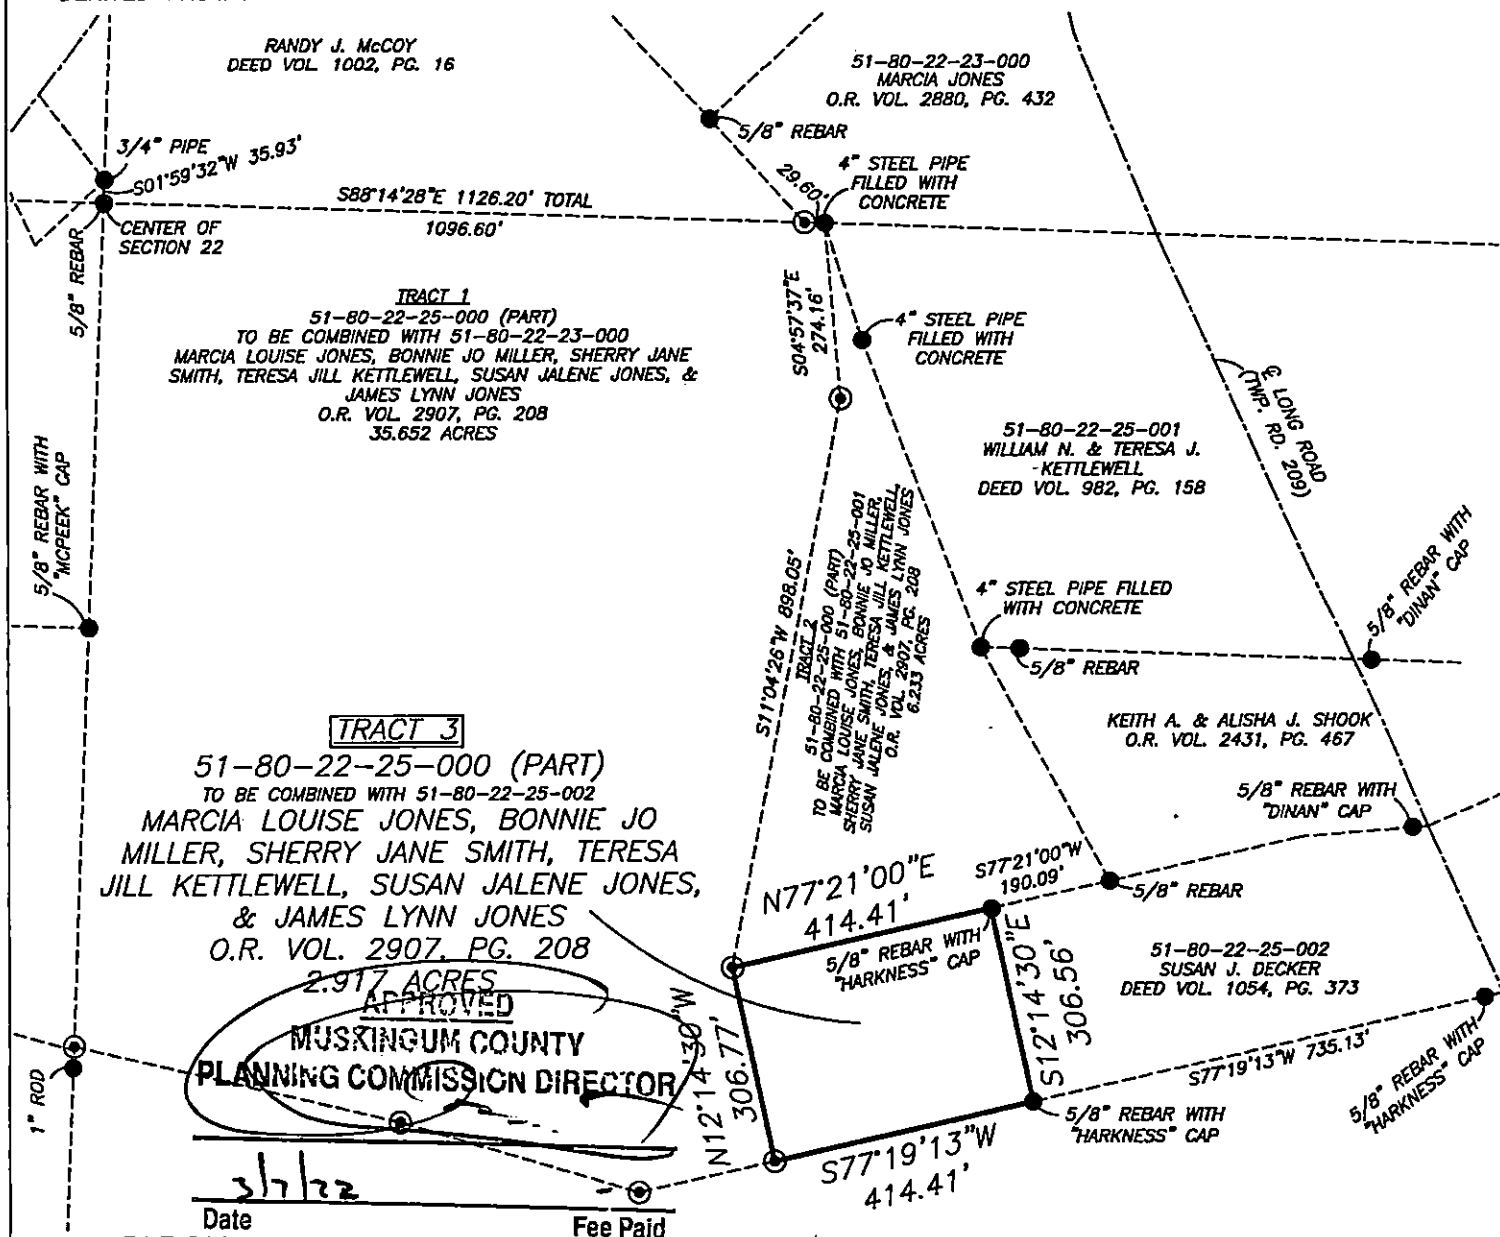 RANDY J. McCOY
DEED VOL. 1002, PG. 16
51-80-22-23-000
MARCIA JONES
O.R. VOL. 2880, PG. 432
5/8" REBAR
3/4" PIPE
S01°59'32"W 35.93'
4" STEEL PIPE
FILLED WITH
CONCRETE
29.60'
S88°14'28"E 1126.20' TOTAL
1096.60'
CENTER OF
SECTION 22
5/8" REBAR
TRACT 1
51-80-22-25-000 (PART)
TO BE COMBINED WITH 51-80-22-23-000
MARCIA LOUISE JONES, BONNIE JO MILLER, SHERRY JANE
SMITH, TERESA JILL KETTLEWELL, SUSAN JALENE JONES, &
JAMES LYNN JONES
O.R. VOL. 2907, PG. 208
35.652 ACRES
S04°57'37"E
274.16'
4" STEEL PIPE
FILLED WITH
CONCRETE
℄ LONG ROAD
(TWP. RD. 209)
51-80-22-25-001
WILLIAM N. & TERESA J.
KETTLEWELL
DEED VOL. 982, PG. 158
5/8" REBAR WITH
"MCPEEK" CAP
5/8" REBAR WITH
"DINAN" CAP
4" STEEL PIPE FILLED
WITH CONCRETE
5/8" REBAR
S11°04'26"W 898.05'
TRACT 2
51-80-22-25-000 (PART)
TO BE COMBINED WITH 51-80-22-25-001
MARCIA LOUISE JONES, BONNIE JO MILLER,
SHERRY JANE SMITH, TERESA JILL KETTLEWELL,
SUSAN JALENE JONES, & JAMES LYNN JONES
O.R. VOL. 2907, PG. 208
6.233 ACRES
KEITH A. & ALISHA J. SHOOK
O.R. VOL. 2431, PG. 467
TRACT 3
51-80-22-25-000 (PART)
TO BE COMBINED WITH 51-80-22-25-002
MARCIA LOUISE JONES, BONNIE JO
MILLER, SHERRY JANE SMITH, TERESA
JILL KETTLEWELL, SUSAN JALENE JONES,
& JAMES LYNN JONES
O.R. VOL. 2907, PG. 208
2.917 ACRES
5/8" REBAR WITH
"DINAN" CAP
N77°21'00"E
414.41'
S77°21'00"W
190.09'
5/8" REBAR
5/8" REBAR WITH
"HARKNESS" CAP
51-80-22-25-002
SUSAN J. DECKER
DEED VOL. 1054, PG. 373
S12°14'30"E
306.56'
N12°14'30"W
306.77'
APPROVED
MUSKINGUM COUNTY
PLANNING COMMISSION DIRECTOR
S77°19'13"W 735.13'
5/8" REBAR WITH
"HARKNESS" CAP
5/8" REBAR WITH
"HARKNESS" CAP
1" ROD
S77°19'13"W
414.41'
3/7/22
Date
Fee Paid